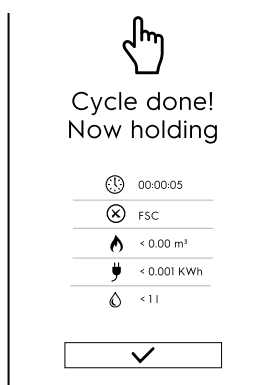 Cycle done!
Now holding
00:00:05
FSC
< 0.00 m³
< 0.001 KWh
< 1 l